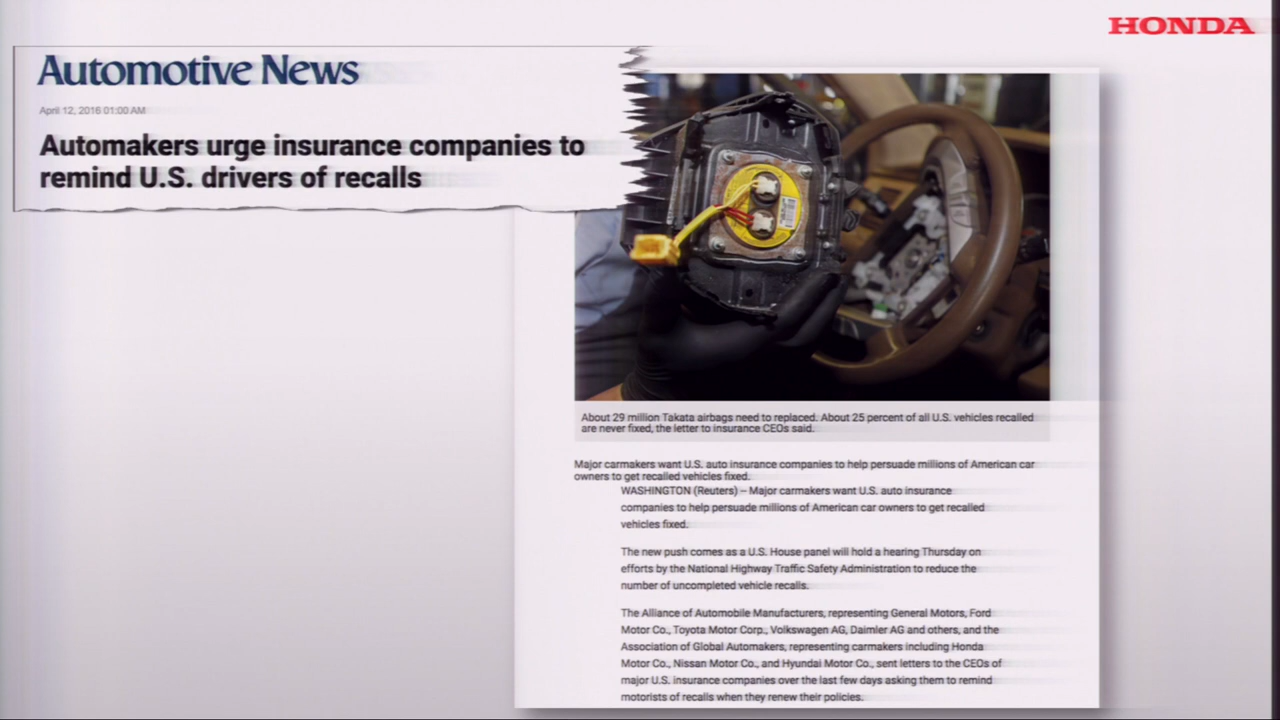 HONDA
Automotive News
April 12, 2016 01:00 AM
Automakers urge insurance companies to
remind U.S. drivers of recalls
About 29 million Takata airbags need to replaced. About 25 percent of all U.S. vehicles recalled
are never fixed, the letter to insurance CEOs said.
Major carmakers want U.S. auto insurance companies to help persuade millions of American car
owners to get recalled vehicles fixed.
WASHINGTON (Reuters) -- Major carmakers want U.S. auto insurance
companies to help persuade millions of American car owners to get recalled
vehicles fixed.
The new push comes as a U.S. House panel will hold a hearing Thursday on
efforts by the National Highway Traffic Safety Administration to reduce the
number of uncompleted vehicle recalls.
The Alliance of Automobile Manufacturers, representing General Motors, Ford
Motor Co., Toyota Motor Corp., Volkswagen AG, Daimler AG and others, and the
Association of Global Automakers, representing carmakers including Honda
Motor Co., Nissan Motor Co., and Hyundai Motor Co., sent letters to the CEOs of
major U.S. insurance companies over the last few days asking them to remind
motorists of recalls when they renew their policies.